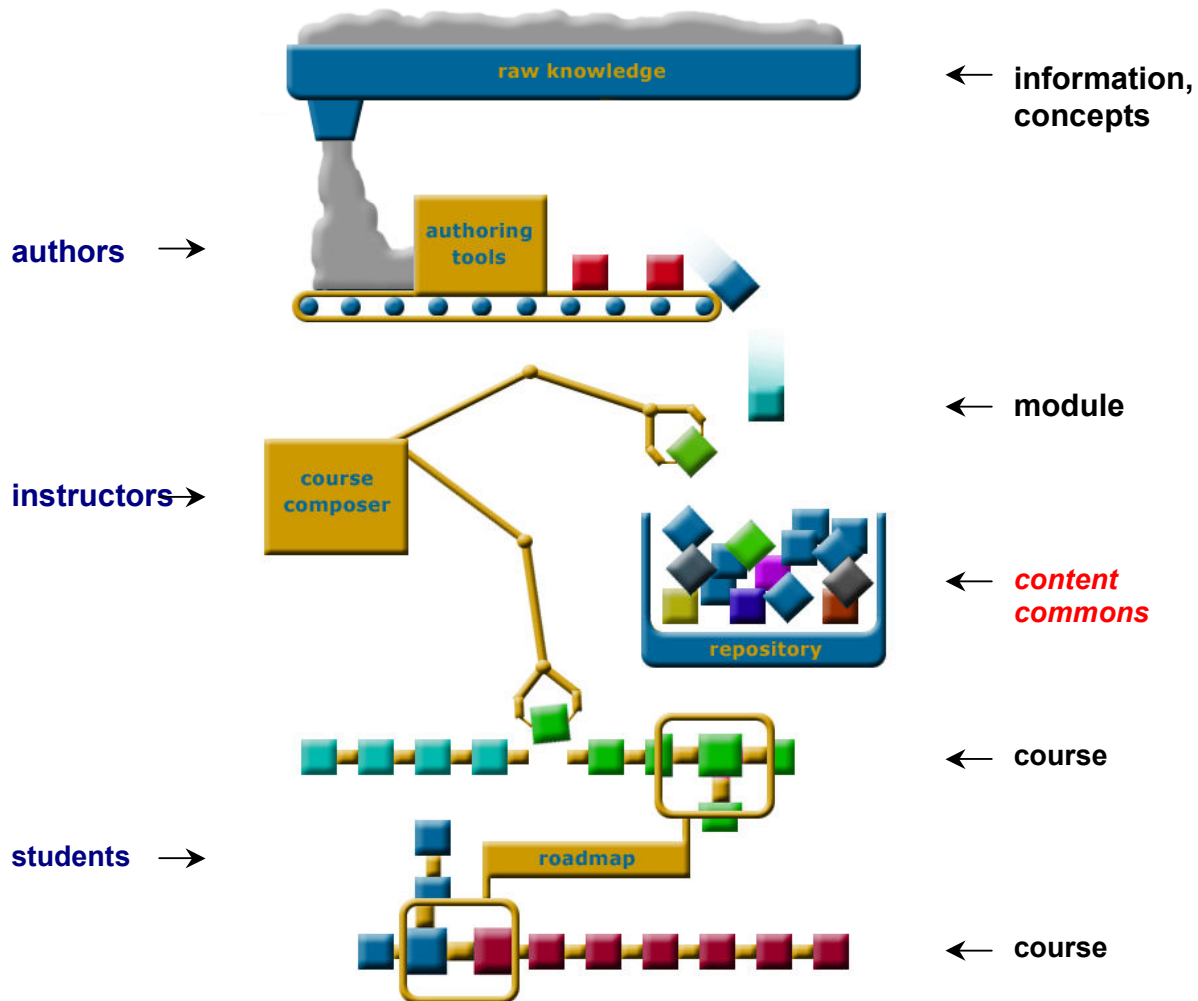 raw knowledge
information,
concepts
authors
authoring
tools
module
instructors
course
composer
content
commons
repository
course
students
roadmap
course